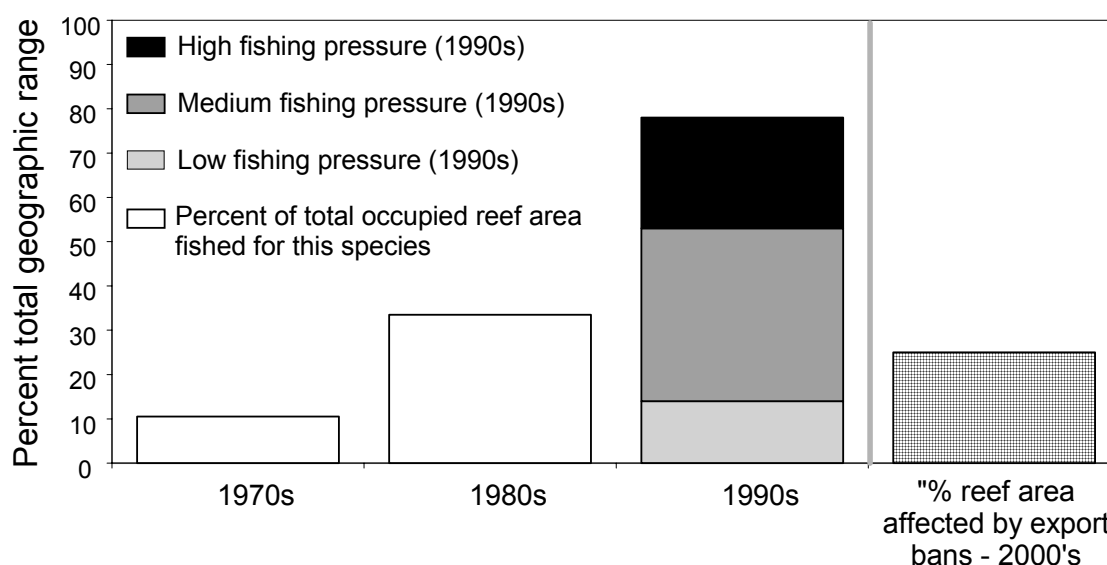 Percent total geographic range
100
90
80
70
60
50
40
30
20
10
0
High fishing pressure (1990s)
Medium fishing pressure (1990s)
Low fishing pressure (1990s)
Percent of total occupied reef area
fished for this species
1970s
1980s
1990s
"% reef area
affected by export
bans - 2000's